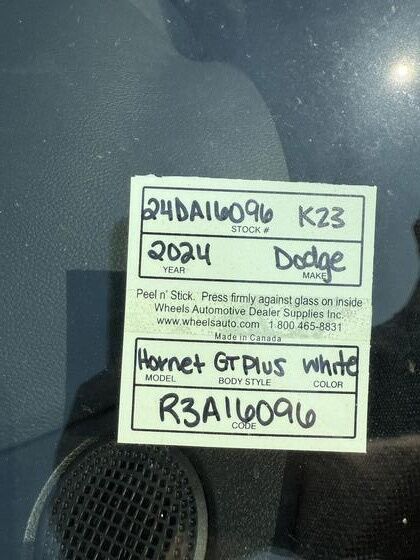 24DA16096 K23
STOCK #
2024 Dodge
YEAR MAKE
Peel n' Stick. Press firmly against glass on inside
Wheels Automotive Dealer Supplies Inc.
www.wheelsauto.com 1 800 465-8831
Made in Canada
Hornet GT Plus White
MODEL BODY STYLE COLOR
R3A16096
CODE